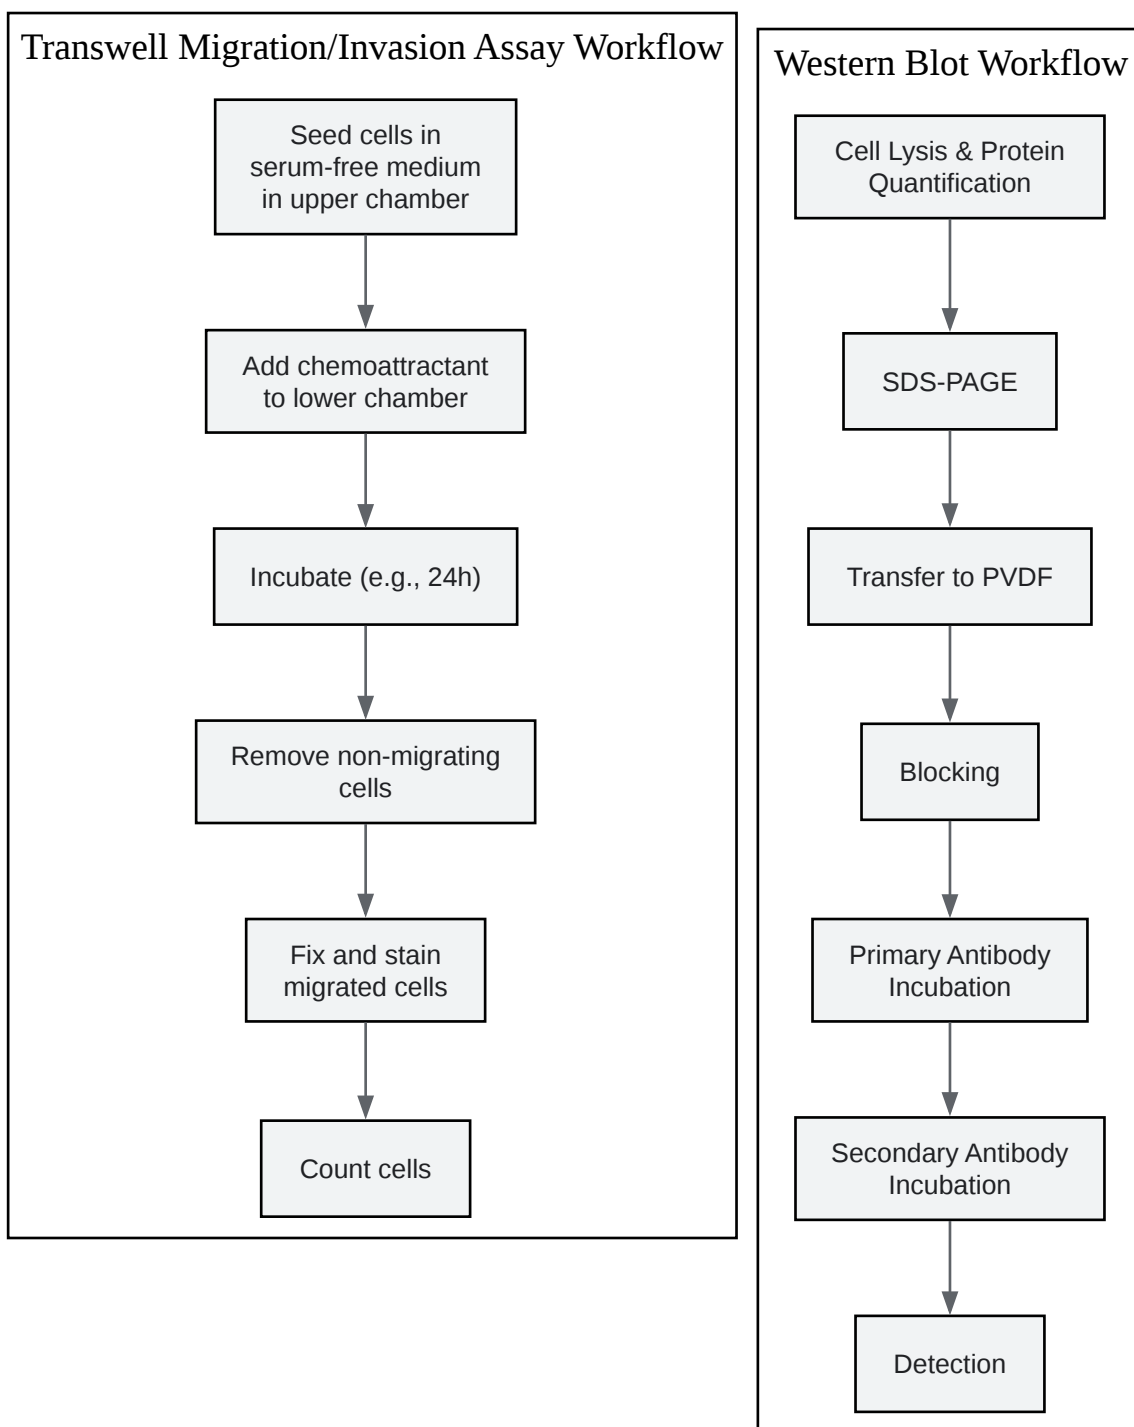 Transwell Migration/Invasion Assay Workflow
Seed cells in
serum-free medium
in upper chamber
Add chemoattractant
to lower chamber
Incubate (e.g., 24h)
Remove non-migrating
cells
Fix and stain
migrated cells
Count cells
Western Blot Workflow
Cell Lysis & Protein
Quantification
SDS-PAGE
Transfer to PVDF
Blocking
Primary Antibody
Incubation
Secondary Antibody
Incubation
Detection